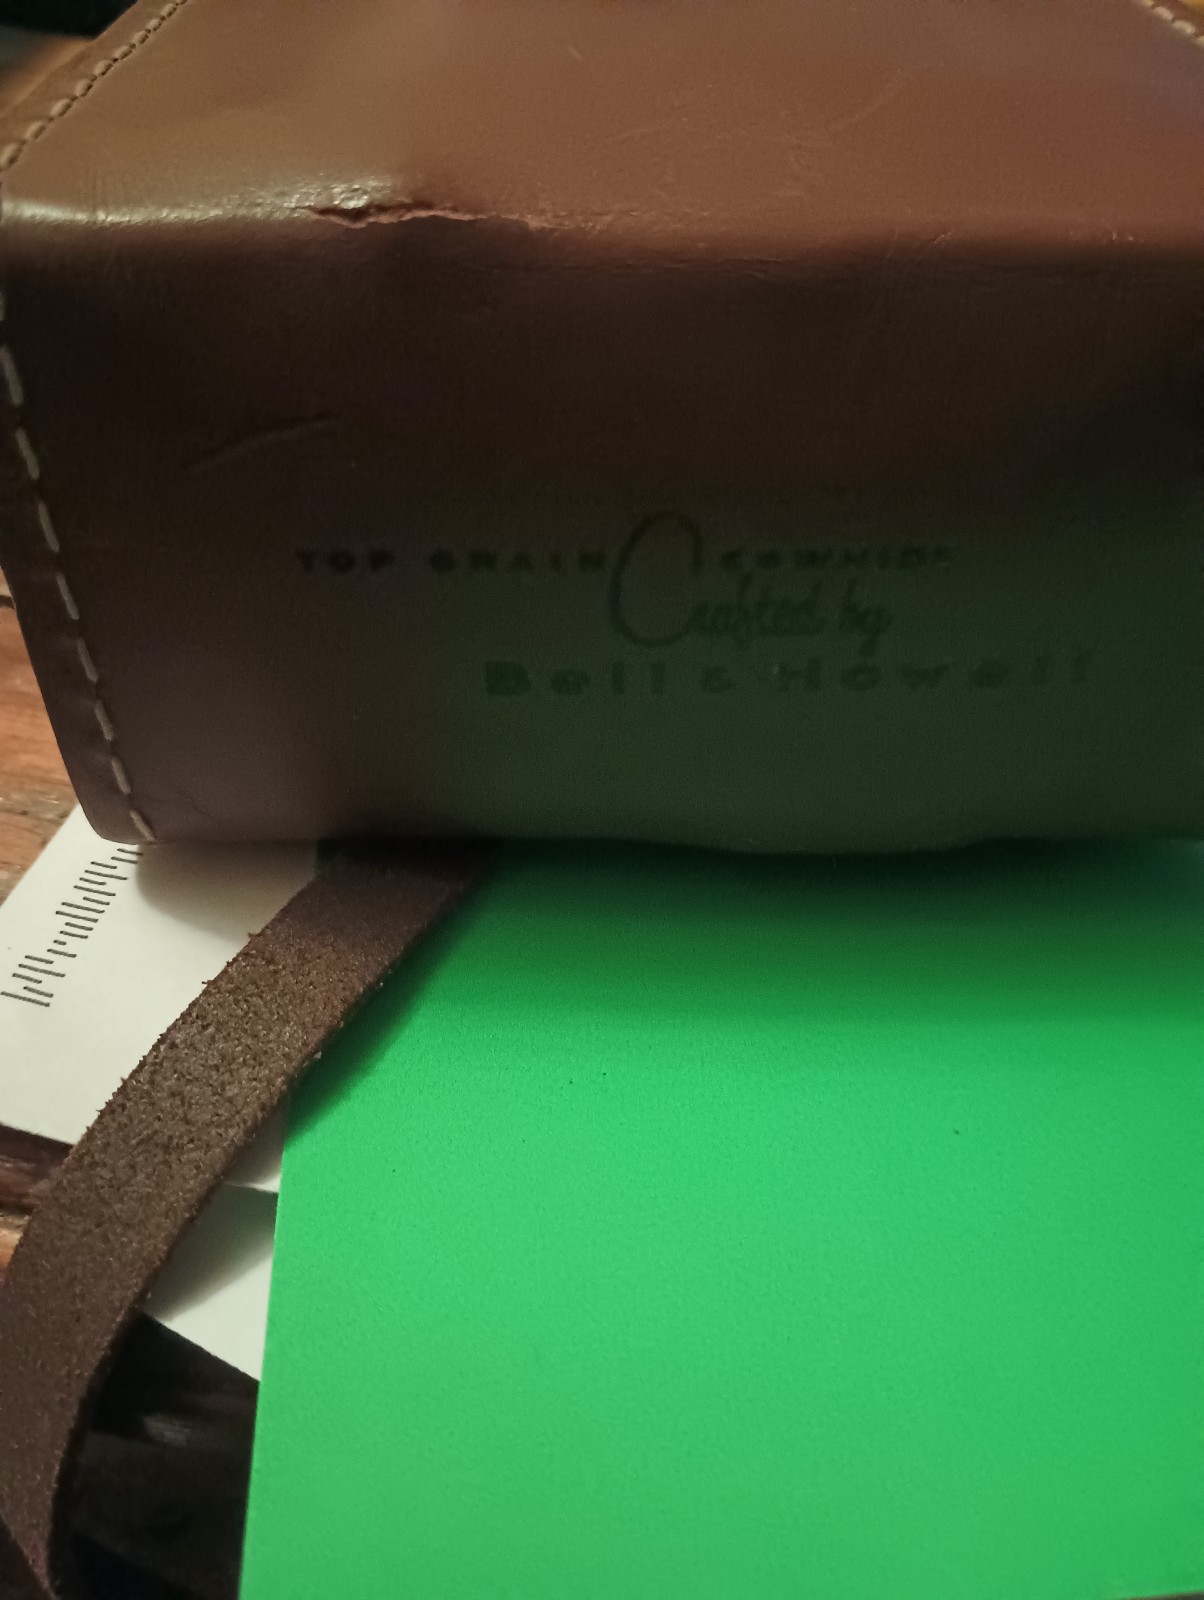 TOP GRAIN COWHIDE
Crafted by
Bell & Howell